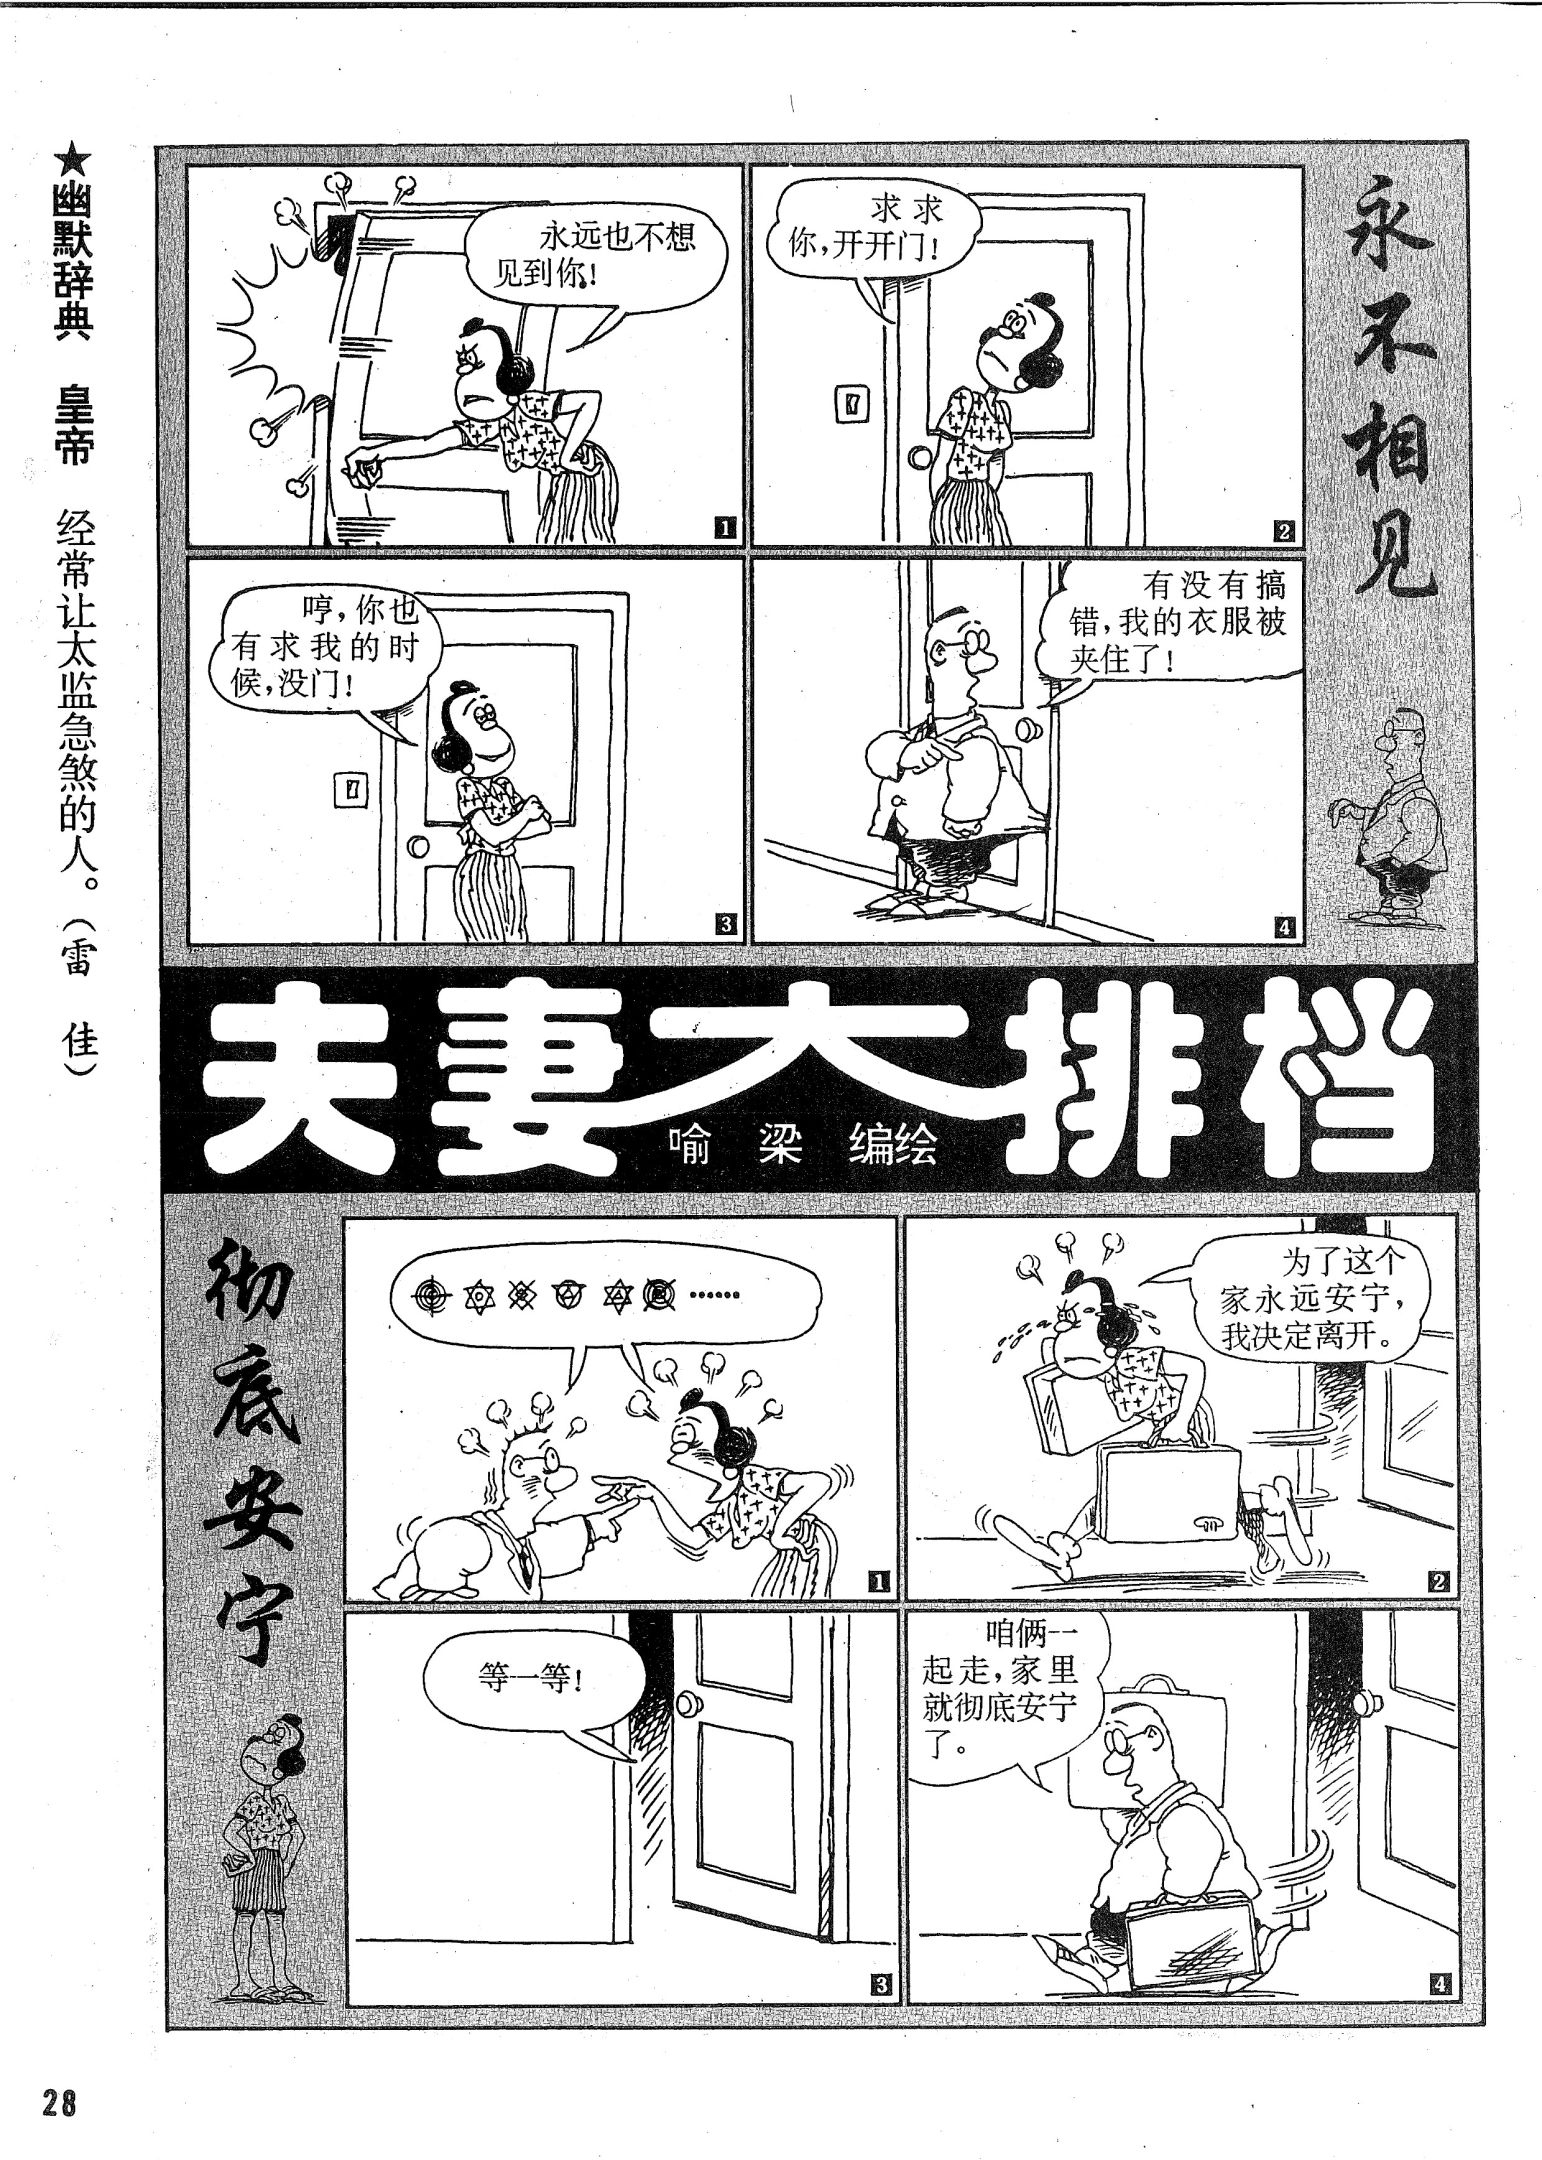 ★幽默辞典 皇帝 经常让太监急煞的人。(雷 佳)
永不相见
永远也不想
见到你!
1
求求
你,开开门!
2
哼,你也
有求我的时
候,没门!
3
有没有搞
错,我的衣服被
夹住了!
4
夫妻大排档
喻 梁 编绘
彻底安宁
……
1
为了这个
家永远安宁,
我决定离开。
2
等一等!
3
咱俩一
起走,家里
就彻底安宁
了。
4
28